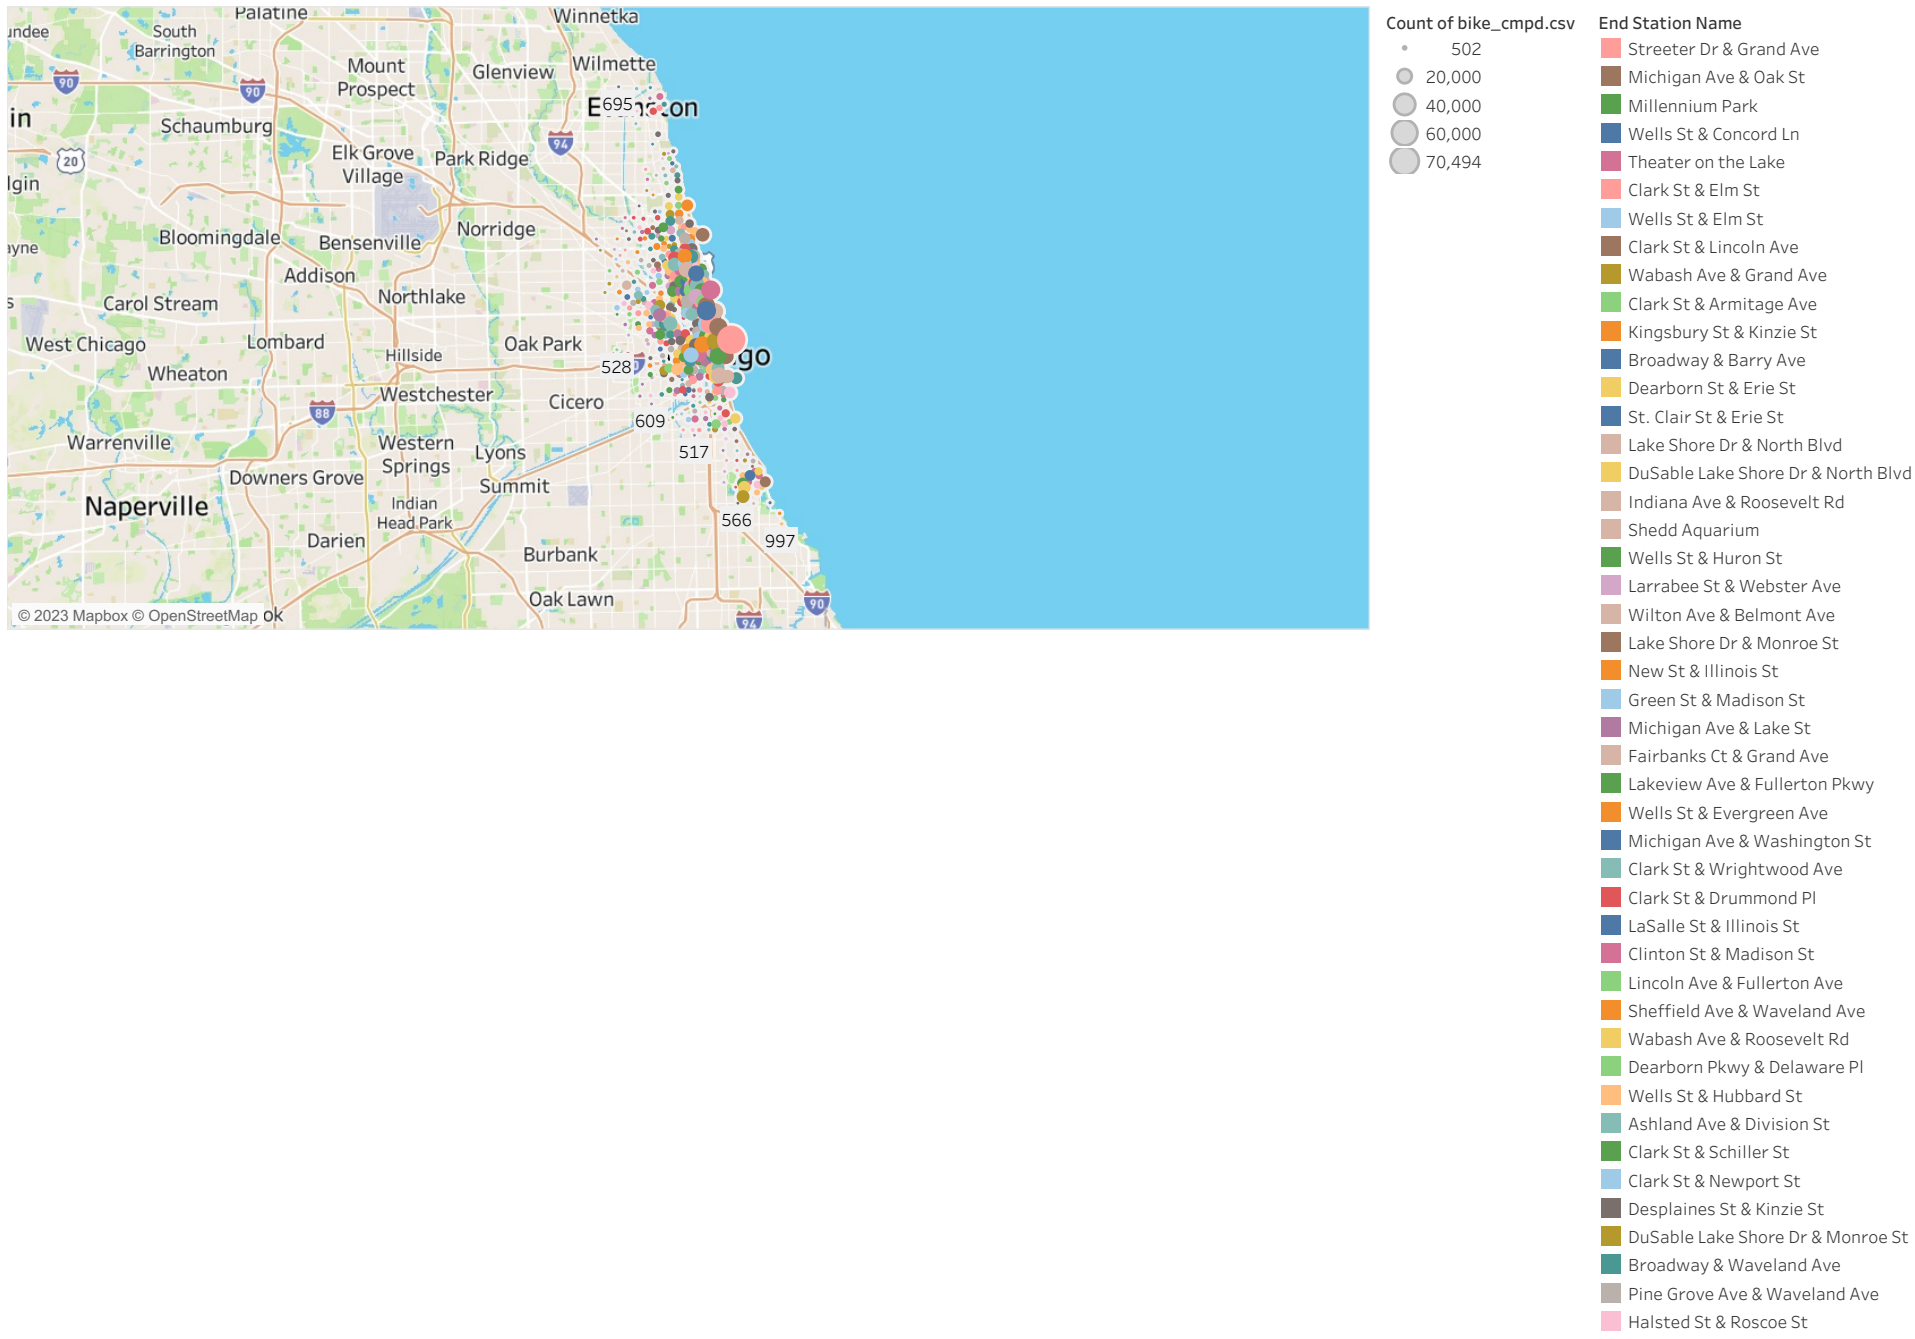 Palatine
Winnetka
undee
South
Barrington
90
90
Mount
Prospect
Glenview
Wilmette
695
in
Schaumburg
94
20
Elk Grove
Village
Park Ridge
lgin
Norridge
ayne
Bloomingdale
Bensenville
Addison
Northlake
s
Carol Stream
West Chicago
Lombard
Hillside
Oak Park
go
528
Wheaton
Westchester
Cicero
88
609
Warrenville
Western
Springs
Lyons
517
Downers Grove
Summit
Naperville
Indian
Head Park
566
997
Darien
Burbank
Oak Lawn
90
94
© 2023 Mapbox © OpenStreetMap ok
Count of bike_cmpd.csv
502
20,000
40,000
60,000
70,494
End Station Name
Streeter Dr & Grand Ave
Michigan Ave & Oak St
Millennium Park
Wells St & Concord Ln
Theater on the Lake
Clark St & Elm St
Wells St & Elm St
Clark St & Lincoln Ave
Wabash Ave & Grand Ave
Clark St & Armitage Ave
Kingsbury St & Kinzie St
Broadway & Barry Ave
Dearborn St & Erie St
St. Clair St & Erie St
Lake Shore Dr & North Blvd
DuSable Lake Shore Dr & North Blvd
Indiana Ave & Roosevelt Rd
Shedd Aquarium
Wells St & Huron St
Larrabee St & Webster Ave
Wilton Ave & Belmont Ave
Lake Shore Dr & Monroe St
New St & Illinois St
Green St & Madison St
Michigan Ave & Lake St
Fairbanks Ct & Grand Ave
Lakeview Ave & Fullerton Pkwy
Wells St & Evergreen Ave
Michigan Ave & Washington St
Clark St & Wrightwood Ave
Clark St & Drummond Pl
LaSalle St & Illinois St
Clinton St & Madison St
Lincoln Ave & Fullerton Ave
Sheffield Ave & Waveland Ave
Wabash Ave & Roosevelt Rd
Dearborn Pkwy & Delaware Pl
Wells St & Hubbard St
Ashland Ave & Division St
Clark St & Schiller St
Clark St & Newport St
Desplaines St & Kinzie St
DuSable Lake Shore Dr & Monroe St
Broadway & Waveland Ave
Pine Grove Ave & Waveland Ave
Halsted St & Roscoe St